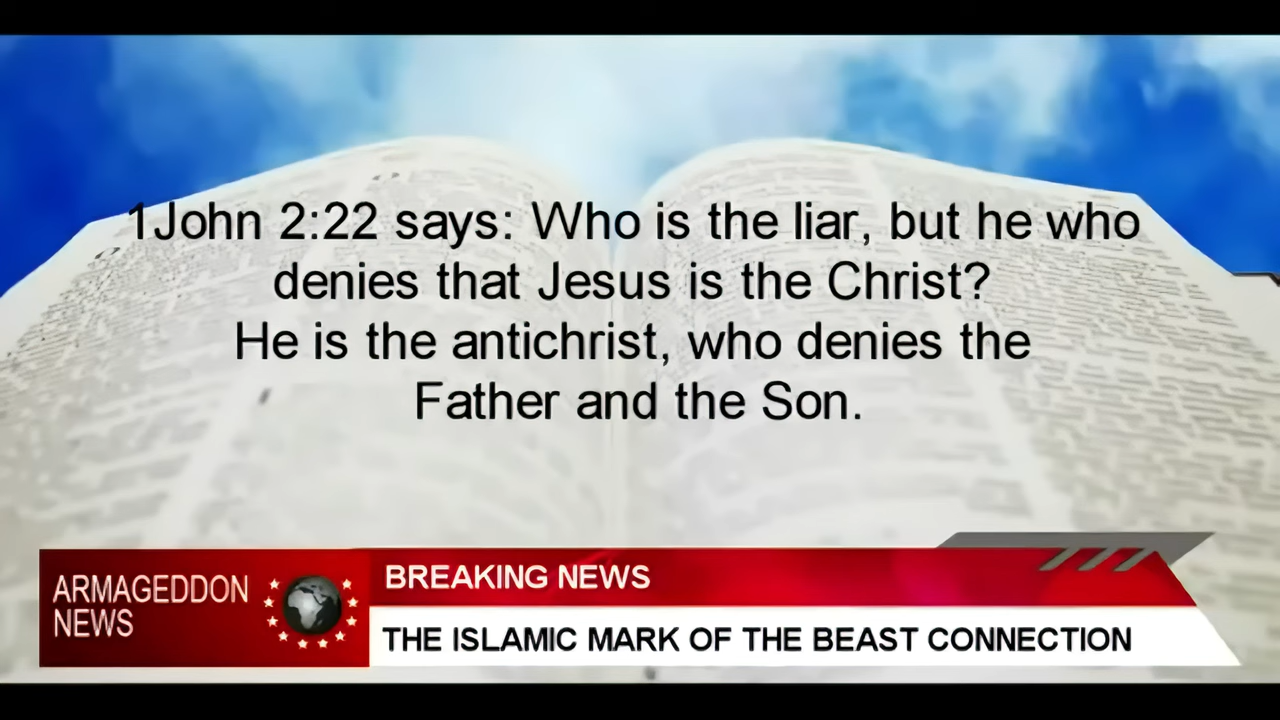 1John 2:22 says: Who is the liar, but he who
denies that Jesus is the Christ?
He is the antichrist, who denies the
Father and the Son.
ARMAGEDDON
NEWS
BREAKING NEWS
THE ISLAMIC MARK OF THE BEAST CONNECTION